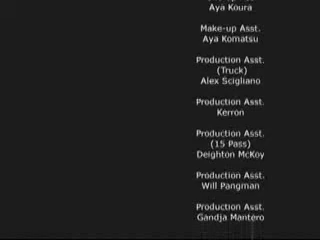 Aya Koura
Make-up Asst.
Aya Komatsu
Production Asst.
(Truck)
Alex Scigliano
Production Asst.
Kerron
Production Asst.
(15 Pass)
Deighton McKoy
Production Asst.
Will Pangman
Production Asst.
Gandja Mantero